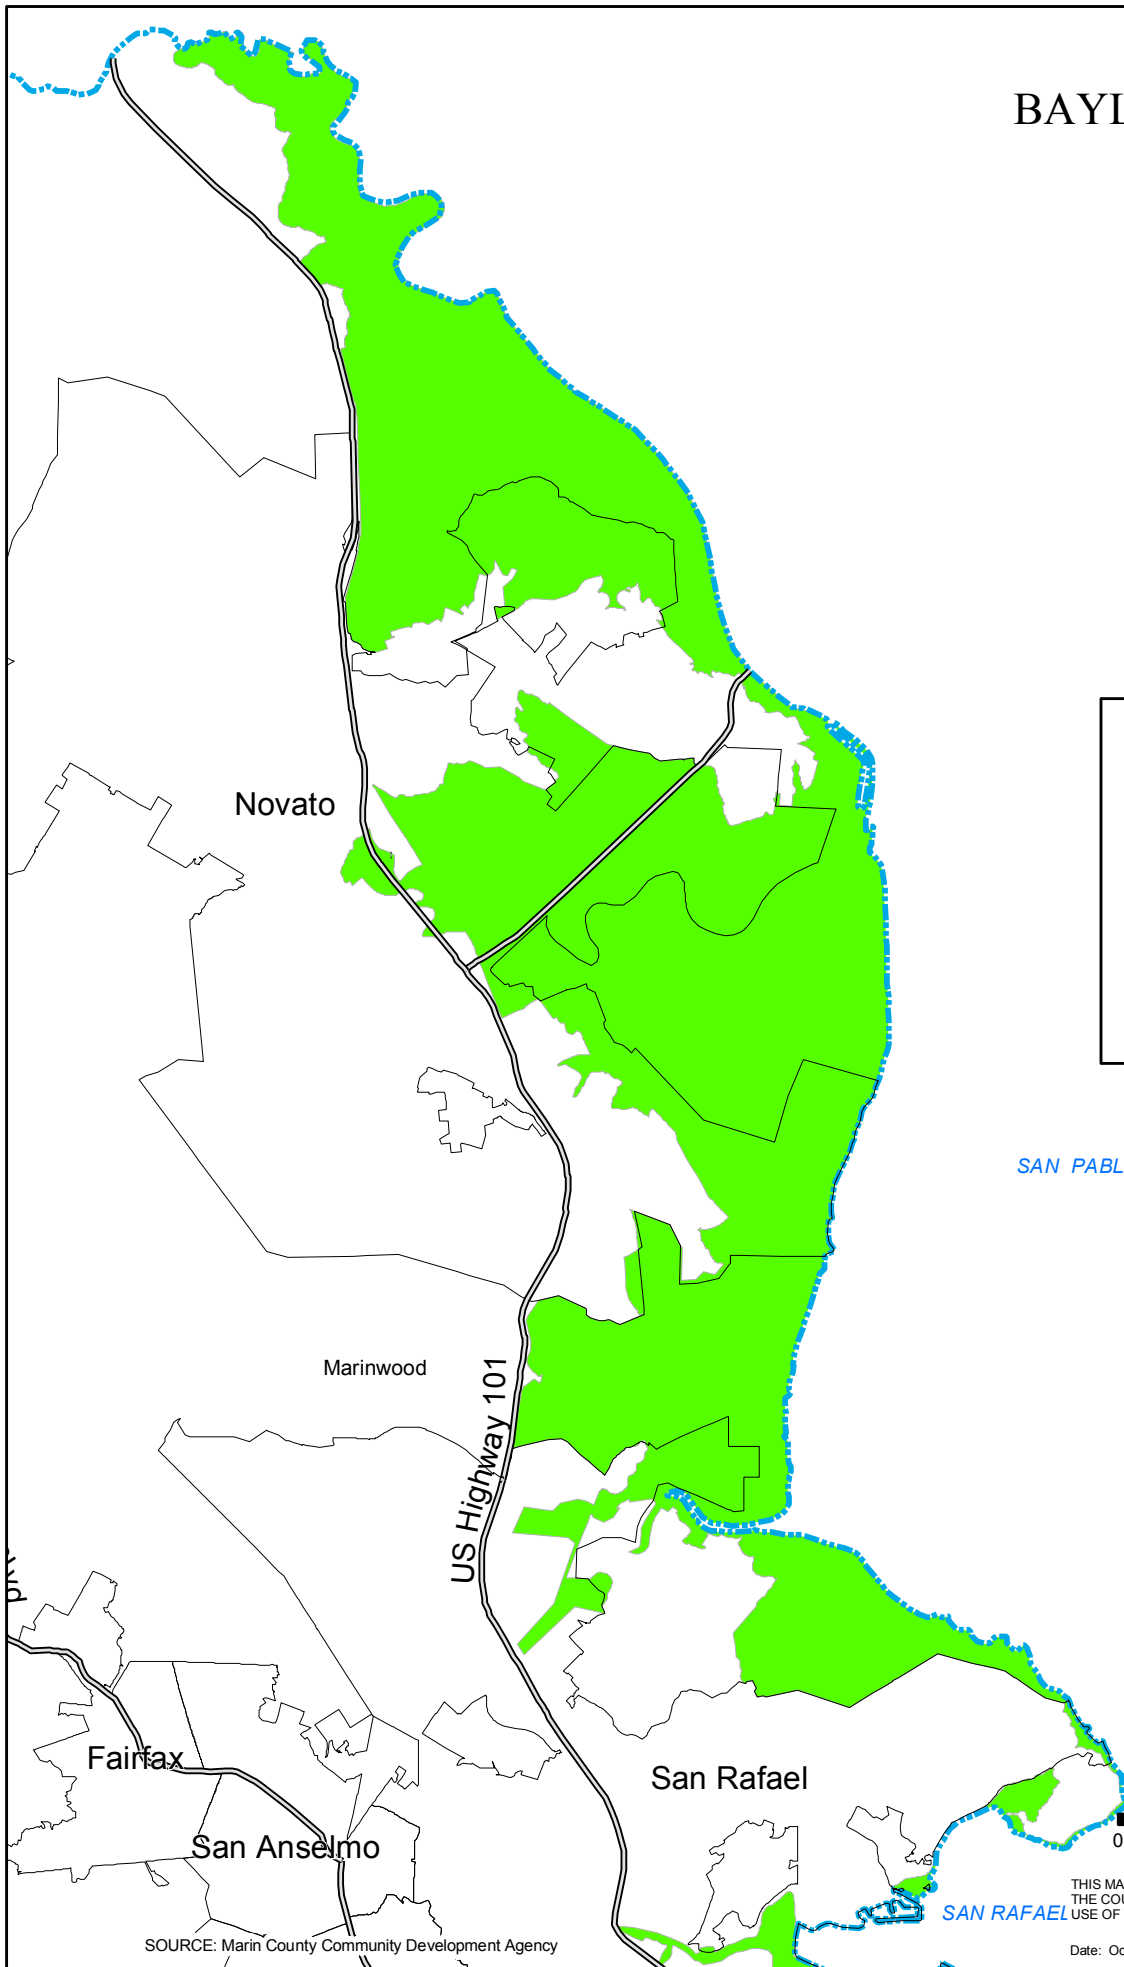 BAYL
Novato
SAN PABL
Marinwood
US Highway 101
Fairfax
San Rafael
San Anselmo
0
THIS MA
THE COU
USE OF
SAN RAFAEL
SOURCE: Marin County Community Development Agency
Date: Oc